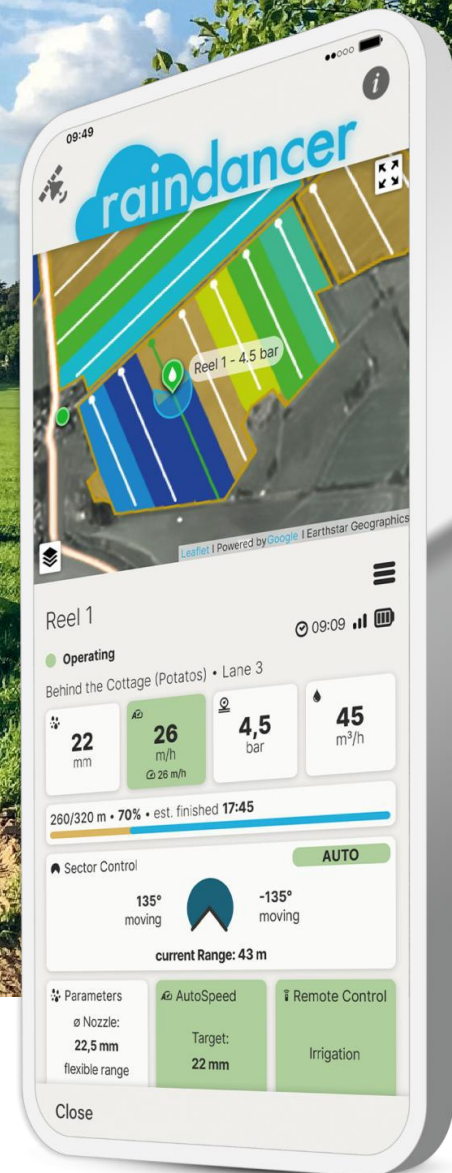 09:49
raindancer
Reel 1 - 4.5 bar
Leaflet I Powered by Google I Earthstar Geographics
Reel 1
09:09
Operating
Behind the Cottage (Potatos) • Lane 3
22
mm
26
m/h
26 m/h
4,5
bar
45
m³/h
260/320 m • 70% • est. finished 17:45
Sector Control
AUTO
135°
moving
-135°
moving
current Range: 43 m
Parameters
ø Nozzle:
22,5 mm
flexible range
AutoSpeed
Target:
22 mm
Remote Control
Irrigation
Close